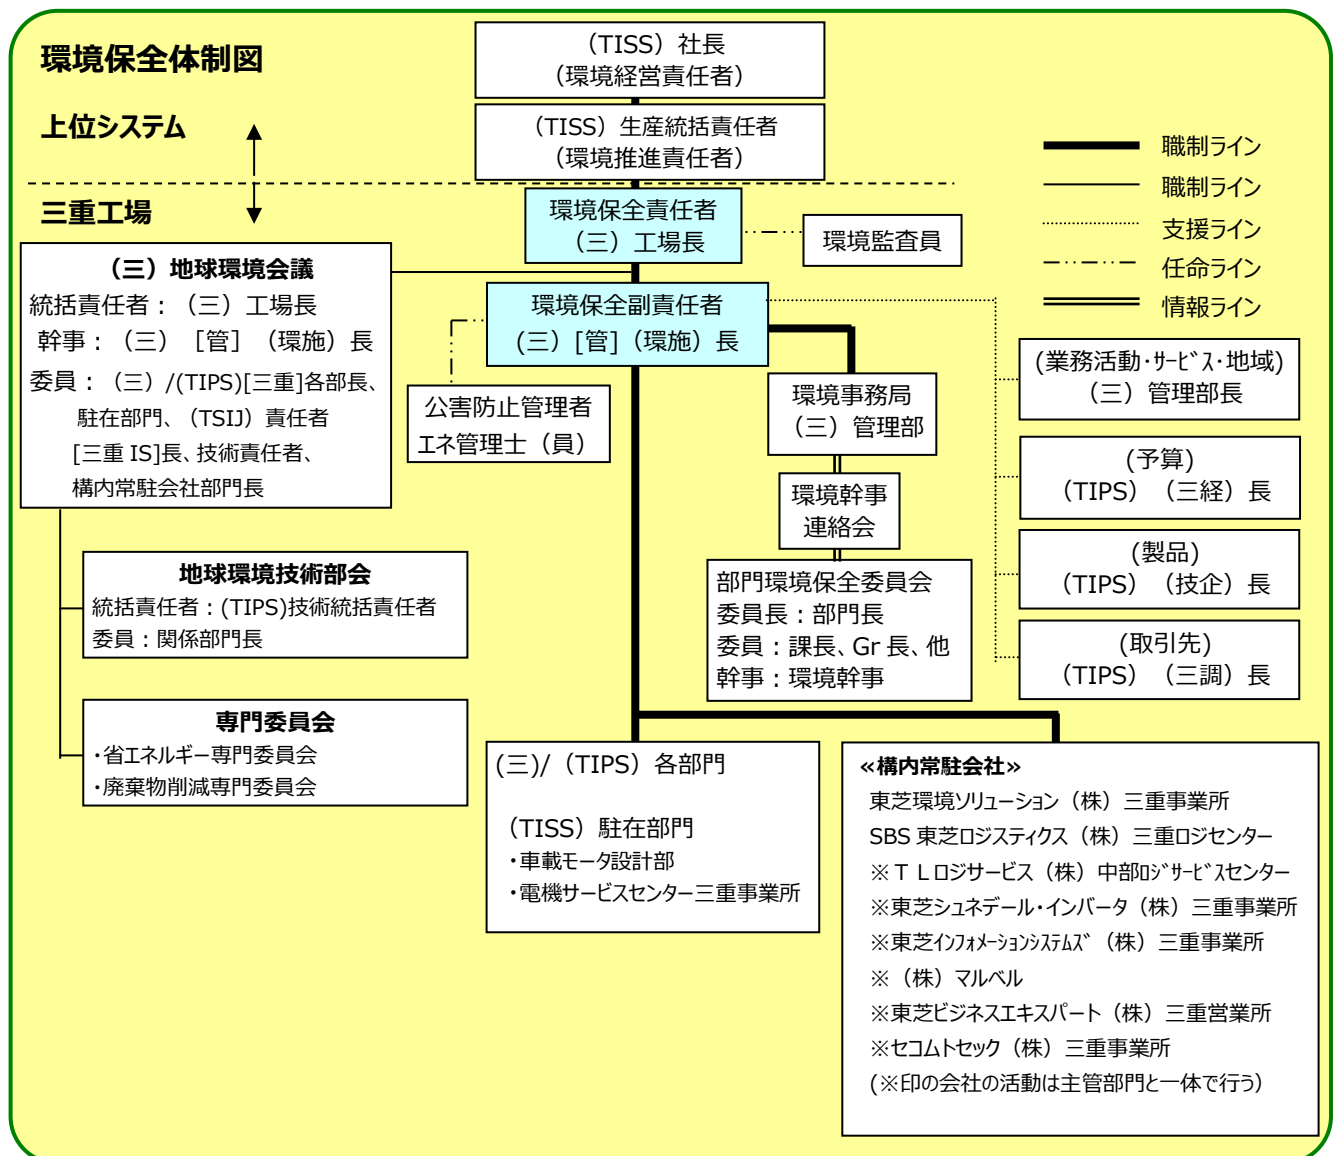 環境保全体制図
（TISS）社長
（環境経営責任者）
上位システム
（TISS）生産統括責任者
（環境推進責任者）
職制ライン
職制ライン
支援ライン
任命ライン
情報ライン
三重工場
環境保全責任者
（三）工場長
環境監査員
（三）地球環境会議
統括責任者：（三）工場長
幹事：（三）［管］（環施）長
委員：（三）/(TIPS)[三重]各部長、
駐在部門、（TSIJ）責任者
[三重 IS]長、技術責任者、
構内常駐会社部門長
環境保全副責任者
(三）[管]（環施）長
公害防止管理者
エネ管理士（員）
環境事務局
（三）管理部
環境幹事
連絡会
部門環境保全委員会
委員長：部門長
委員：課長、Gr 長、他
幹事：環境幹事
(業務活動・ｻｰﾋﾞｽ・地域)
（三）管理部長
(予算)
（TIPS）（三経）長
(製品)
（TIPS）（技企）長
(取引先)
（TIPS）（三調）長
地球環境技術部会
統括責任者：(TIPS)技術統括責任者
委員：関係部門長
専門委員会
・省エネルギー専門委員会
・廃棄物削減専門委員会
(三)/（TIPS）各部門
（TISS）駐在部門
・車載モータ設計部
・電機サービスセンター三重事業所
≪構内常駐会社≫
東芝環境ソリューション（株）三重事業所
SBS 東芝ロジスティクス（株）三重ロジセンター
※ＴＬロジサービス（株）中部ﾛｼﾞｻｰﾋﾞｽセンター
※東芝シュネデール・インバータ（株）三重事業所
※東芝ｲﾝﾌｫﾒｰｼｮﾝｼｽﾃﾑｽﾞ（株）三重事業所
※（株）マルベル
※東芝ビジネスエキスパート（株）三重営業所
※セコムトセック（株）三重事業所
(※印の会社の活動は主管部門と一体で行う）